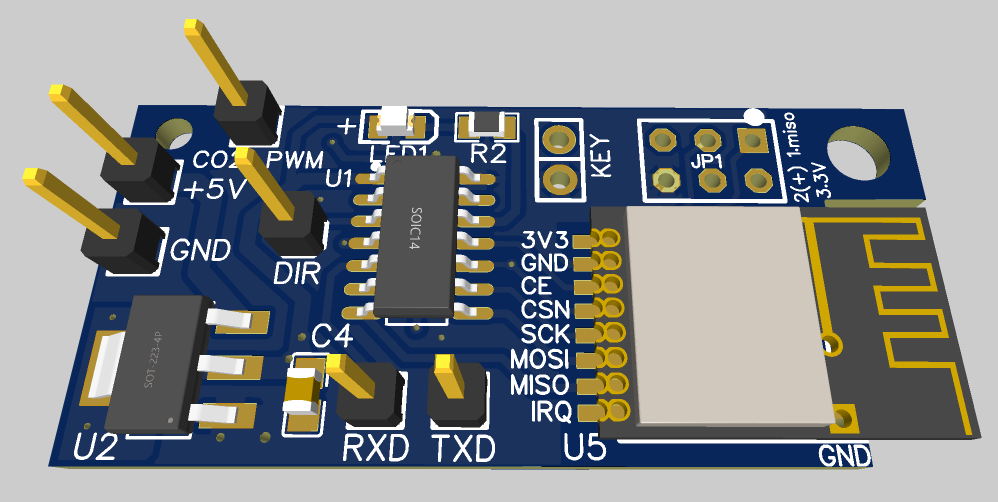 CO2
PWM
+5V
GND
DIR
+
LED1
R2
U1
SOIC14
KEY
JP1
1.miso
2(+)
3.3V
3V3
GND
CE
CSN
SCK
MOSI
MISO
IRQ
SOT-223-4P
U2
C4
RXD
TXD
U5
GND